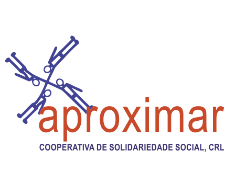 aproximar
COOPERATIVA DE SOLIDARIEDADE SOCIAL, CRL